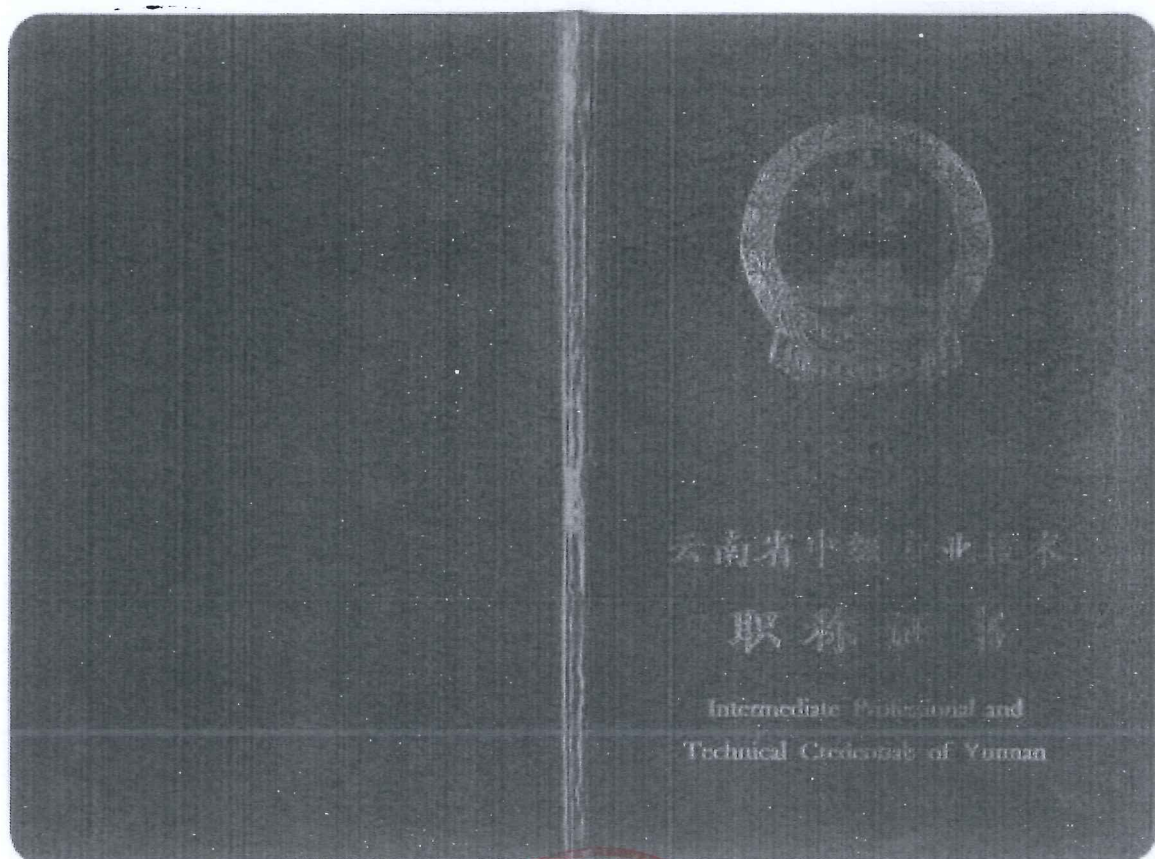 云南省中级专业技术
职称证书
Intermediate Professional and
Technical Credentials of Yunnan